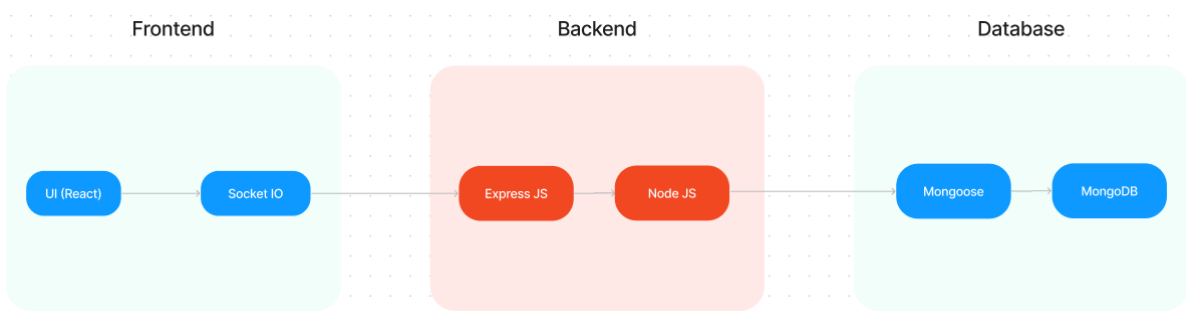 Frontend
Backend
Database
UI (React)
Socket IO
Express JS
Node JS
Mongoose
MongoDB